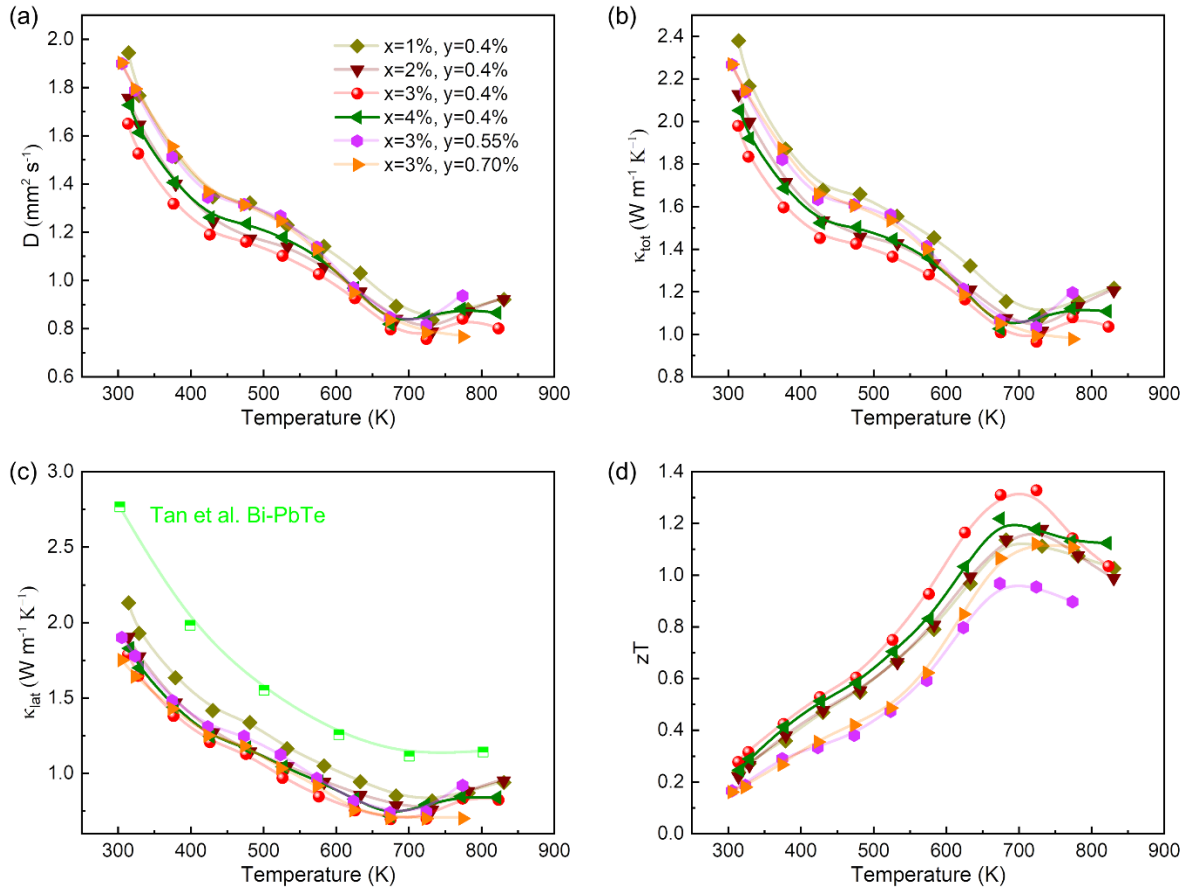 (a)
2.0
1.8
1.6
1.4
1.2
1.0
0.8
0.6
D (mm² s⁻¹)
x=1%, y=0.4%
x=2%, y=0.4%
x=3%, y=0.4%
x=4%, y=0.4%
x=3%, y=0.55%
x=3%, y=0.70%
300 400 500 600 700 800 900
Temperature (K)
(b)
2.4
2.2
2.0
1.8
1.6
1.4
1.2
1.0
0.8
κtot (W m⁻¹ K⁻¹)
300 400 500 600 700 800 900
Temperature (K)
(c)
3.0
2.5
2.0
1.5
1.0
κlat (W m⁻¹ K⁻¹)
Tan et al. Bi-PbTe
300 400 500 600 700 800 900
Temperature (K)
(d)
1.4
1.2
1.0
0.8
0.6
0.4
0.2
0.0
zT
300 400 500 600 700 800 900
Temperature (K)